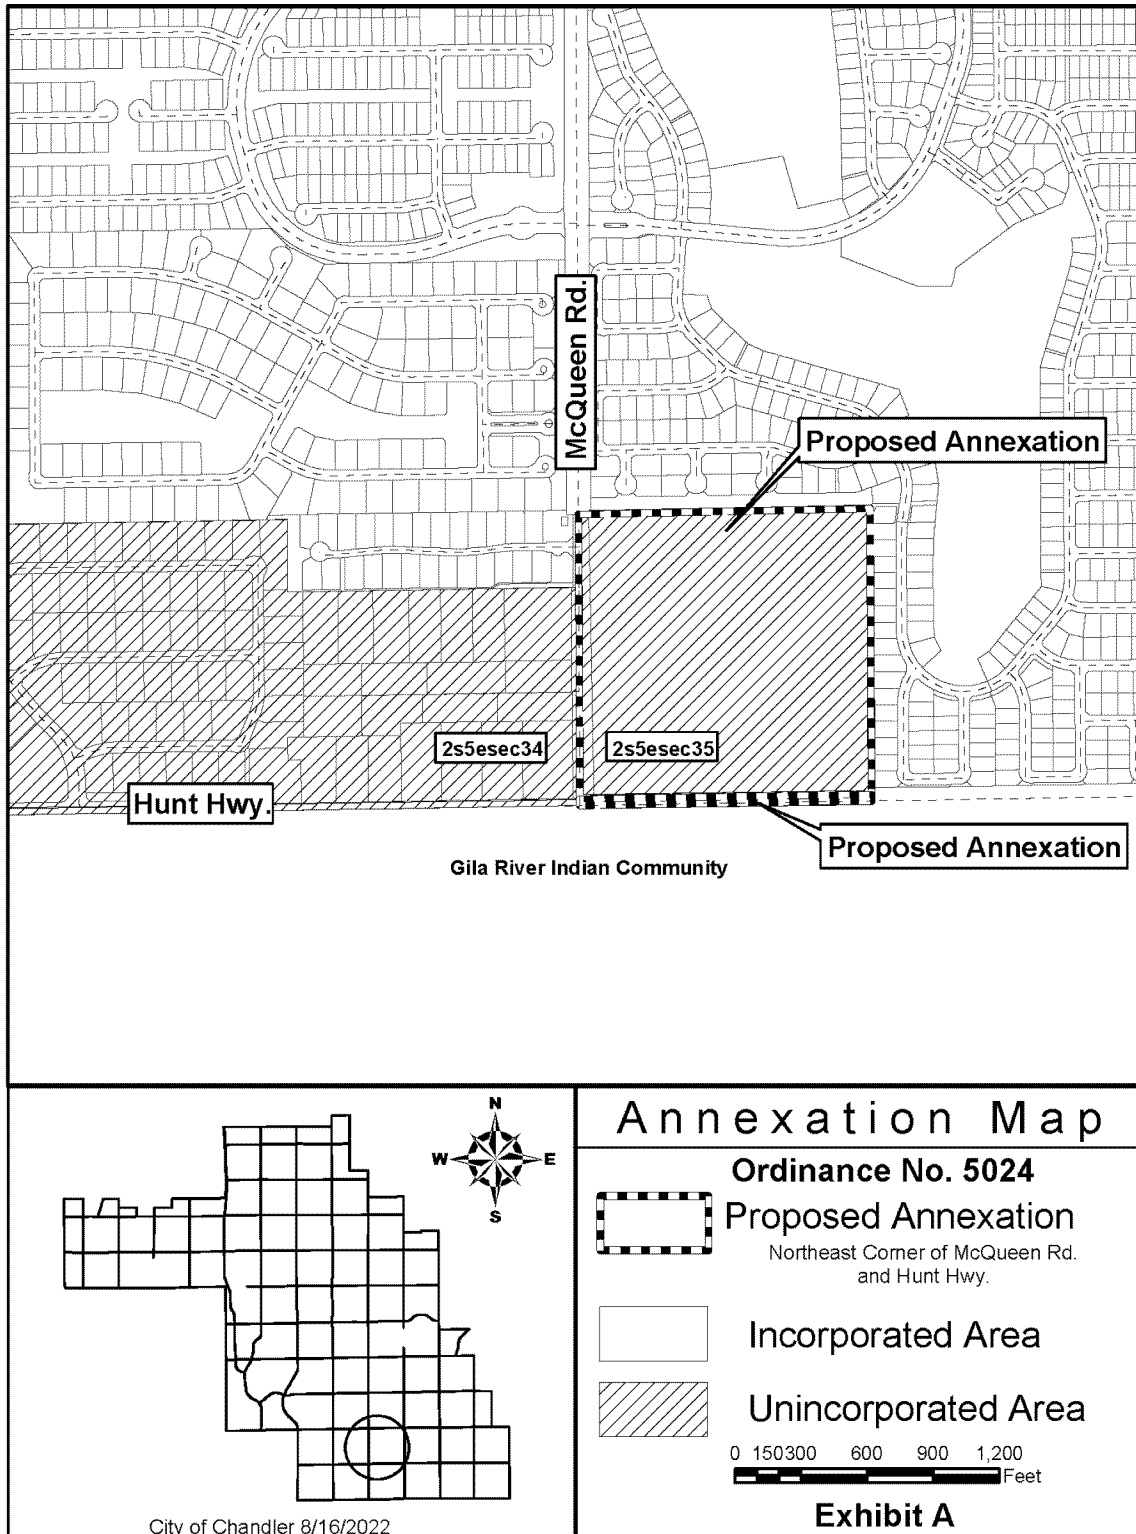 McQueen Rd.
Proposed Annexation
2s5esec34
2s5esec35
Hunt Hwy.
Proposed Annexation
Gila River Indian Community
N
W
E
S
City of Chandler 8/16/2022
Annexation Map
Ordinance No. 5024
Proposed Annexation
Northeast Corner of McQueen Rd.
and Hunt Hwy.
Incorporated Area
Unincorporated Area
0 150 300 600 900 1,200
Feet
Exhibit A